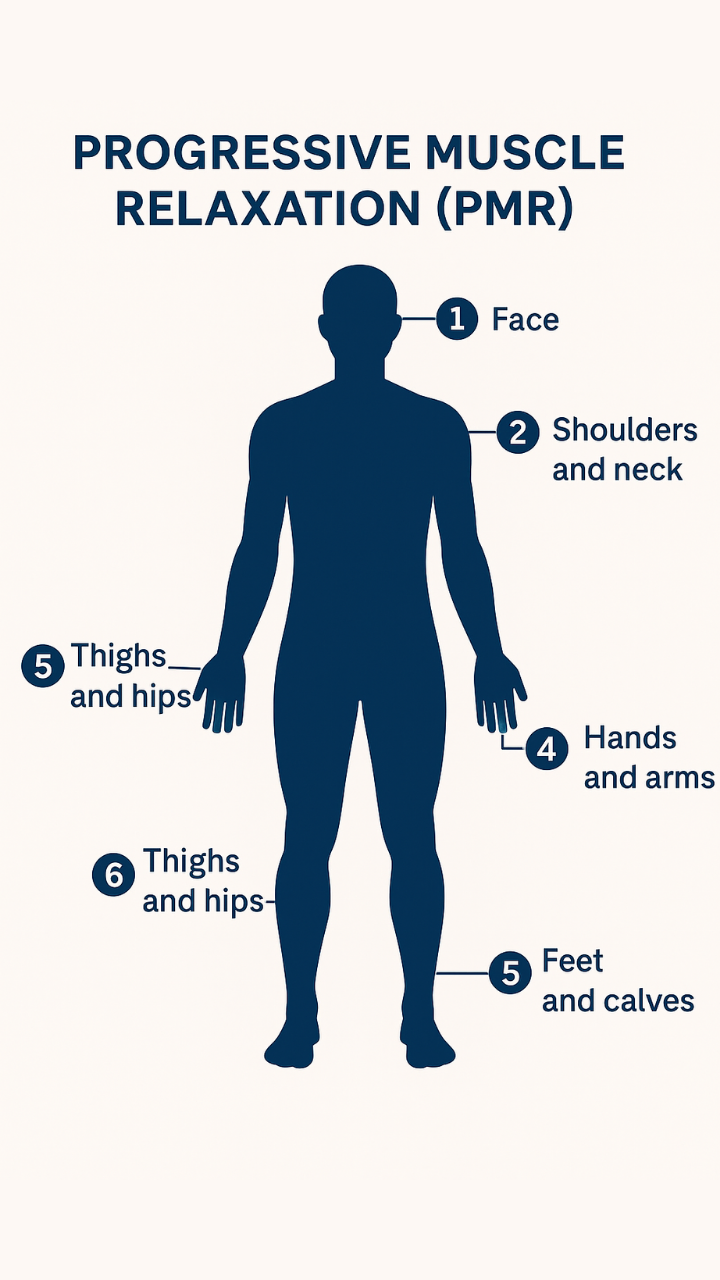 PROGRESSIVE MUSCLE
RELAXATION (PMR)
1 Face
2 Shoulders
and neck
5 Thighs
and hips
4 Hands
and arms
6 Thighs
and hips
5 Feet
and calves